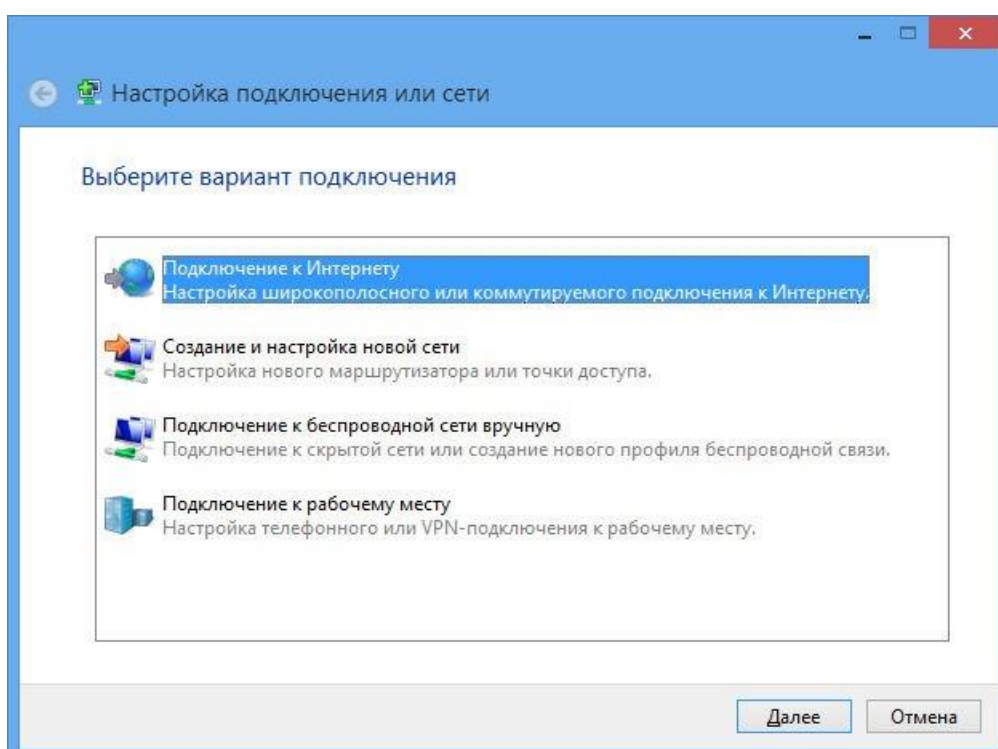 Настройка подключения или сети
Выберите вариант подключения
Подключение к Интернету
Настройка широкополосного или коммутируемого подключения к Интернету.
Создание и настройка новой сети
Настройка нового маршрутизатора или точки доступа.
Подключение к беспроводной сети вручную
Подключение к скрытой сети или создание нового профиля беспроводной связи.
Подключение к рабочему месту
Настройка телефонного или VPN-подключения к рабочему месту.
Далее Отмена